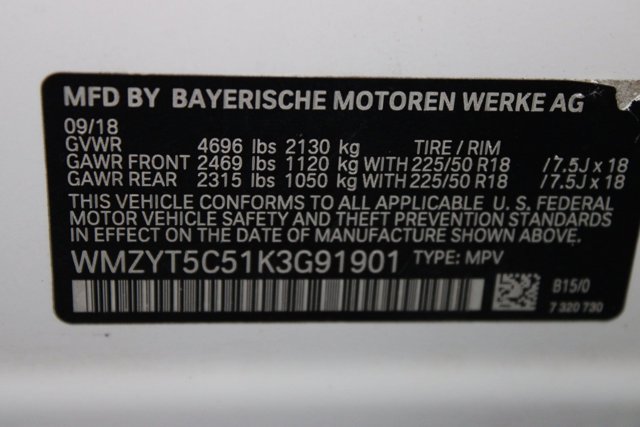 MFD BY BAYERISCHE MOTOREN WERKE AG
09/18
GVWR 4696 lbs 2130 kg TIRE / RIM
GAWR FRONT 2469 lbs 1120 kg WITH 225/50 R18 /7.5J x 18
GAWR REAR 2315 lbs 1050 kg WITH 225/50 R18 /7.5J x 18
THIS VEHICLE CONFORMS TO ALL APPLICABLE U. S. FEDERAL
MOTOR VEHICLE SAFETY AND THEFT PREVENTION STANDARDS
IN EFFECT ON THE DATE OF MANUFACTURE SHOWN ABOVE.
WMZYT5C51K3G91901 TYPE: MPV
B15/0
7 320 730